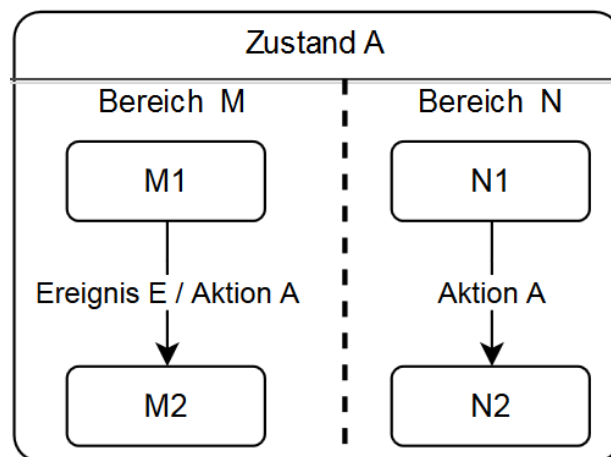 Zustand A
Bereich M
Bereich N
M1
N1
Ereignis E / Aktion A
Aktion A
M2
N2